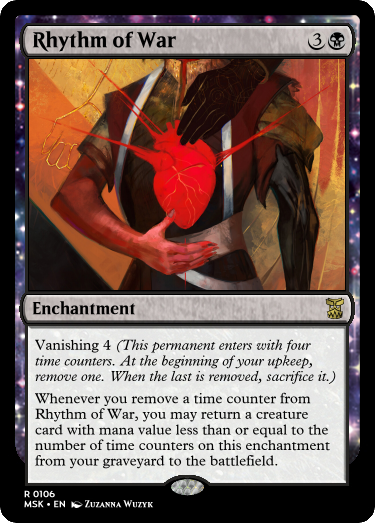 Rhythm of War 3
Enchantment
Vanishing 4 (This permanent enters with four
time counters. At the beginning of your upkeep,
remove one. When the last is removed, sacrifice it.)
Whenever you remove a time counter from
Rhythm of War, you may return a creature
card with mana value less than or equal to the
number of time counters on this enchantment
from your graveyard to the battlefield.
R 0106
MSK • EN Zuzanna Wuzyk